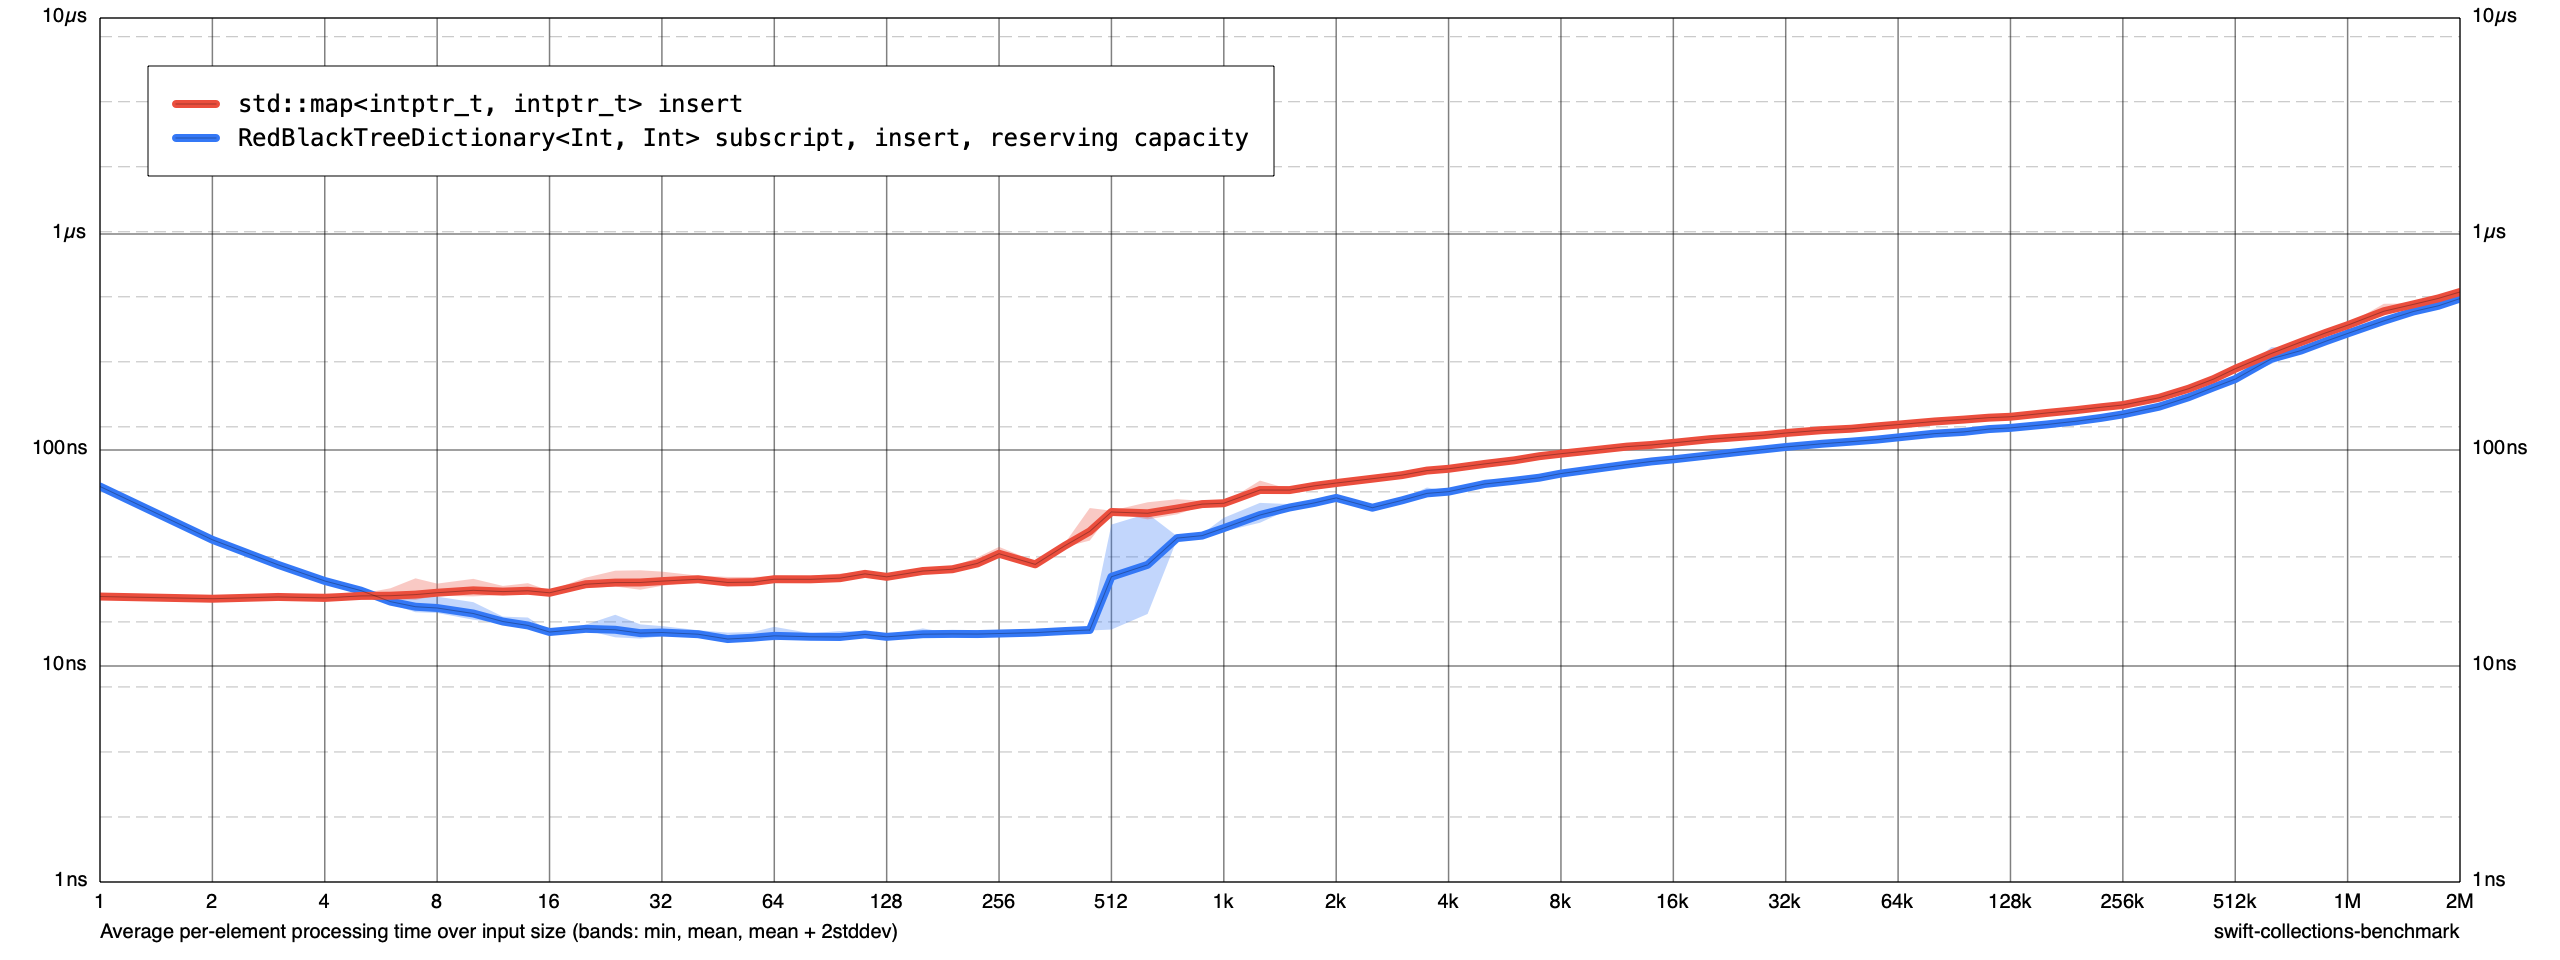 10µs
10µs
std::map<intptr_t, intptr_t> insert
RedBlackTreeDictionary<Int, Int> subscript, insert, reserving capacity
1µs
1µs
100ns
100ns
10ns
10ns
1ns
1ns
1 2 4 8 16 32 64 128 256 512 1k 2k 4k 8k 16k 32k 64k 128k 256k 512k 1M 2M
Average per-element processing time over input size (bands: min, mean, mean + 2stddev)
swift-collections-benchmark